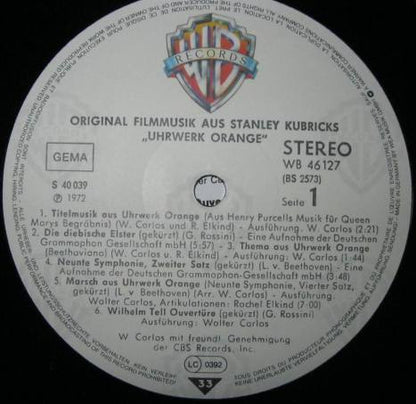 WB
RECORDS
ORIGINAL FILMMUSIK AUS STANLEY KUBRICKS
„UHRWERK ORANGE“
GEMA
STEREO
WB 46127
(BS 2573)
S 40 039
℗ 1972
Seite 1
1. Titelmusik aus Uhrwerk Orange (Aus Henry Purcells Musik für Queen
Marys Begräbnis) (W. Carlos und R. Elkind) - Ausführung: W. Carlos (2:21)
2. Die diebische Elster (gekürzt) (G. Rossini) - Eine Aufnahme der Deutschen
Grammophon Gesellschaft mbH (5:57) - 3. Thema aus Uhrwerk Orange
(Beethoviana) (W. Carlos u. R. Elkind) - Ausführung: W. Carlos (1:44)
4. Neunte Symphonie, Zweiter Satz (gekürzt) (L. v. Beethoven) - Eine
Aufnahme der Deutschen Grammophon Gesellschaft mbH (3:48)
5. Marsch aus Uhrwerk Orange (Neunte Symphonie, Vierter Satz,
gekürzt) (L. v. Beethoven) (Arr. W. Carlos) - Ausführung:
Walter Carlos, Artikulationen: Rachel Elkind (7:00)
6. Wilhelm Tell Ouvertüre (gekürzt) (G. Rossini)
Ausführung: Walter Carlos
W Carlos mit freundl. Genehmigung
der CBS Records, Inc.
LC 0392
33